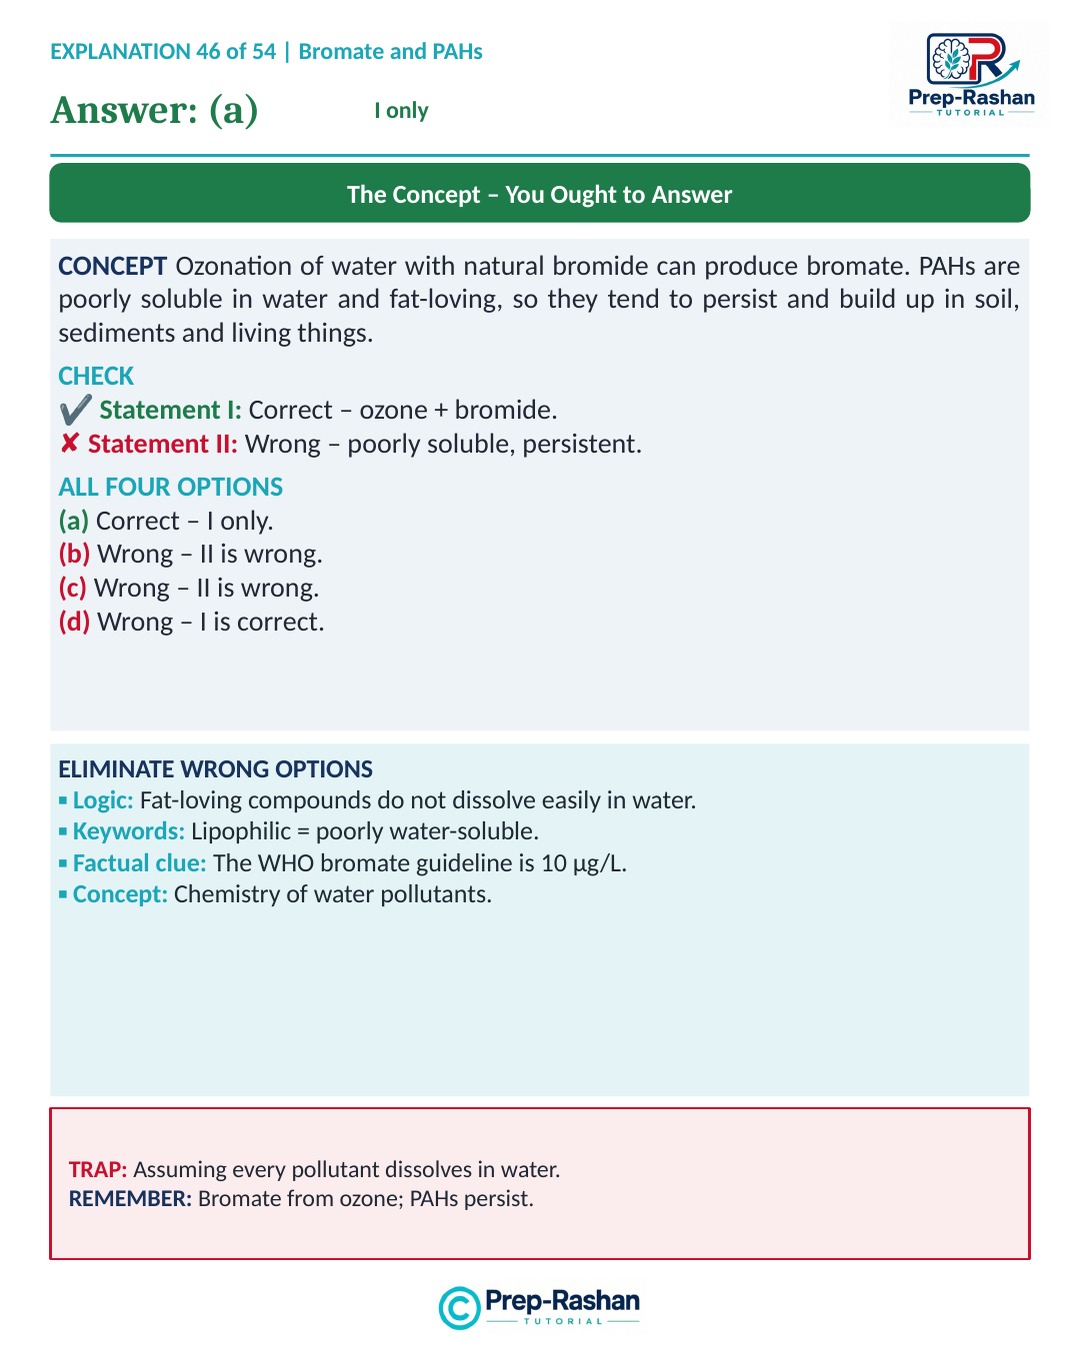 EXPLANATION 46 of 54 | Bromate and PAHs
Prep-Rashan
TUTORIAL
Answer: (a) I only
The Concept – You Ought to Answer
CONCEPT Ozonation of water with natural bromide can produce bromate. PAHs are
poorly soluble in water and fat-loving, so they tend to persist and build up in soil,
sediments and living things.
CHECK
✔ Statement I: Correct – ozone + bromide.
✘ Statement II: Wrong – poorly soluble, persistent.
ALL FOUR OPTIONS
(a) Correct – I only.
(b) Wrong – II is wrong.
(c) Wrong – II is wrong.
(d) Wrong – I is correct.
ELIMINATE WRONG OPTIONS
▪ Logic: Fat-loving compounds do not dissolve easily in water.
▪ Keywords: Lipophilic = poorly water-soluble.
▪ Factual clue: The WHO bromate guideline is 10 µg/L.
▪ Concept: Chemistry of water pollutants.
TRAP: Assuming every pollutant dissolves in water.
REMEMBER: Bromate from ozone; PAHs persist.
© Prep-Rashan
TUTORIAL